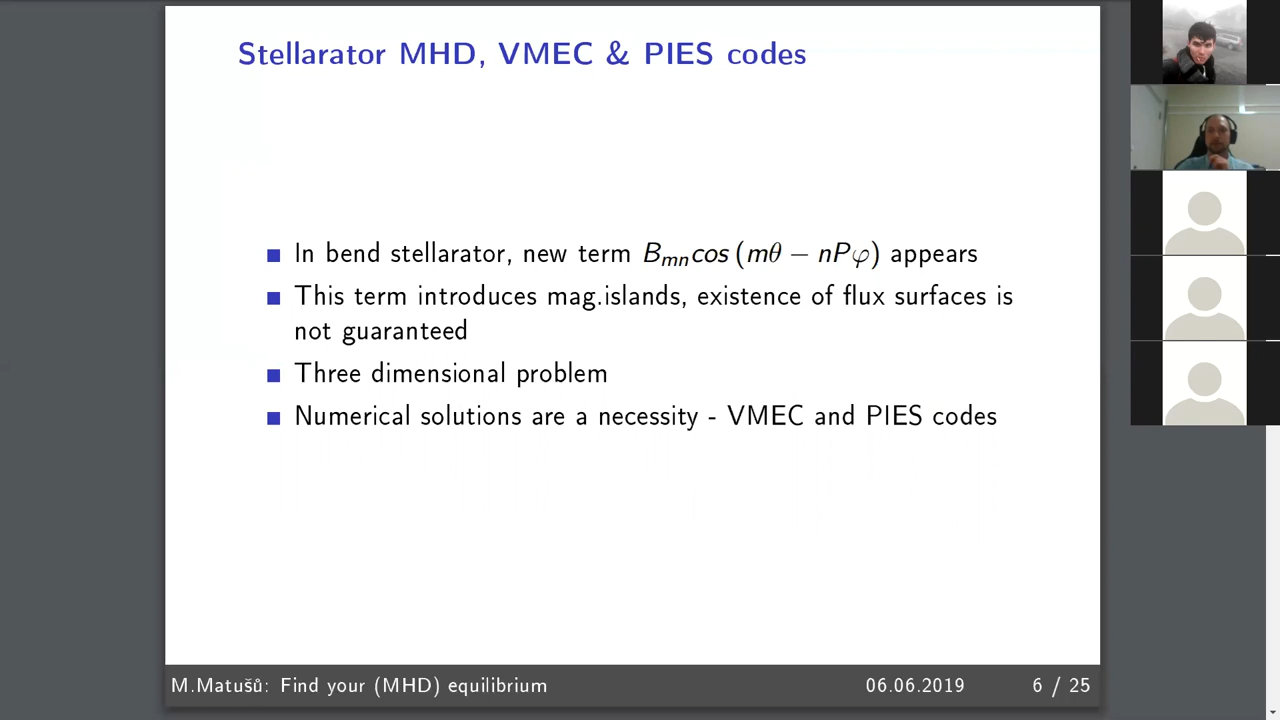 Stellarator MHD, VMEC & PIES codes
In bend stellarator, new term B_{mn}cos (mθ − nPφ) appears
This term introduces mag.islands, existence of flux surfaces is
not guaranteed
Three dimensional problem
Numerical solutions are a necessity - VMEC and PIES codes
M.Matušů: Find your (MHD) equilibrium 06.06.2019 6 / 25